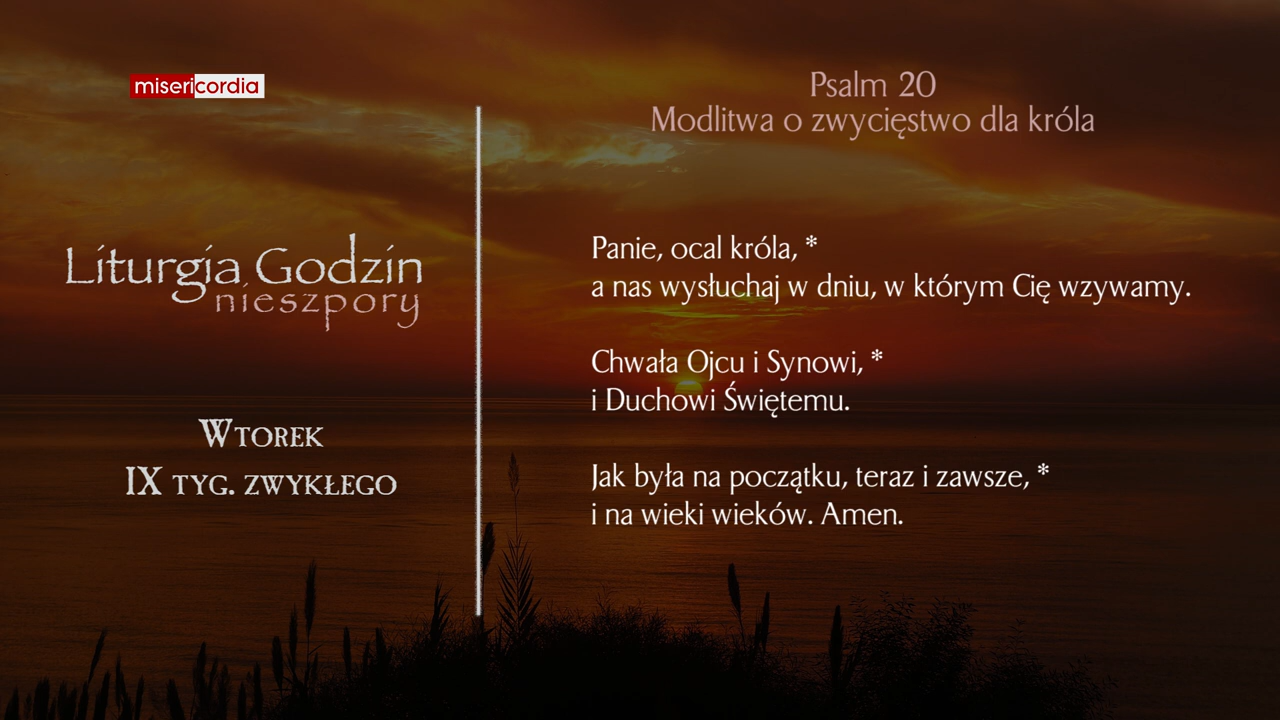 misericordia
Liturgia Godzin
nieszpory
Wtorek
IX tyg. zwykłego
Psalm 20
Modlitwa o zwycięstwo dla króla
Panie, ocal króla, *
a nas wysłuchaj w dniu, w którym Cię wzywamy.
Chwała Ojcu i Synowi, *
i Duchowi Świętemu.
Jak była na początku, teraz i zawsze, *
i na wieki wieków. Amen.